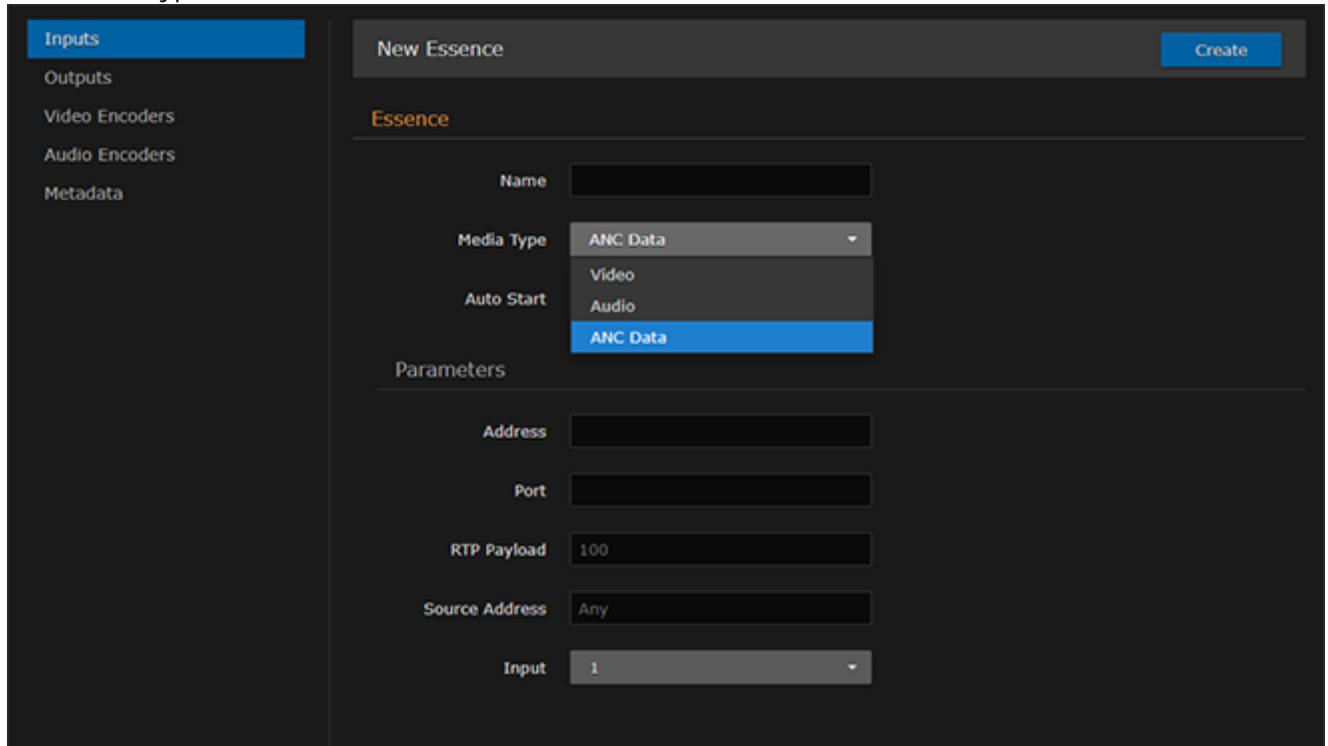 Inputs
Outputs
Video Encoders
Audio Encoders
Metadata
New Essence
Create
Essence
Name
Media Type
ANC Data
Video
Audio
ANC Data
Auto Start
Parameters
Address
Port
RTP Payload
100
Source Address
Any
Input
1